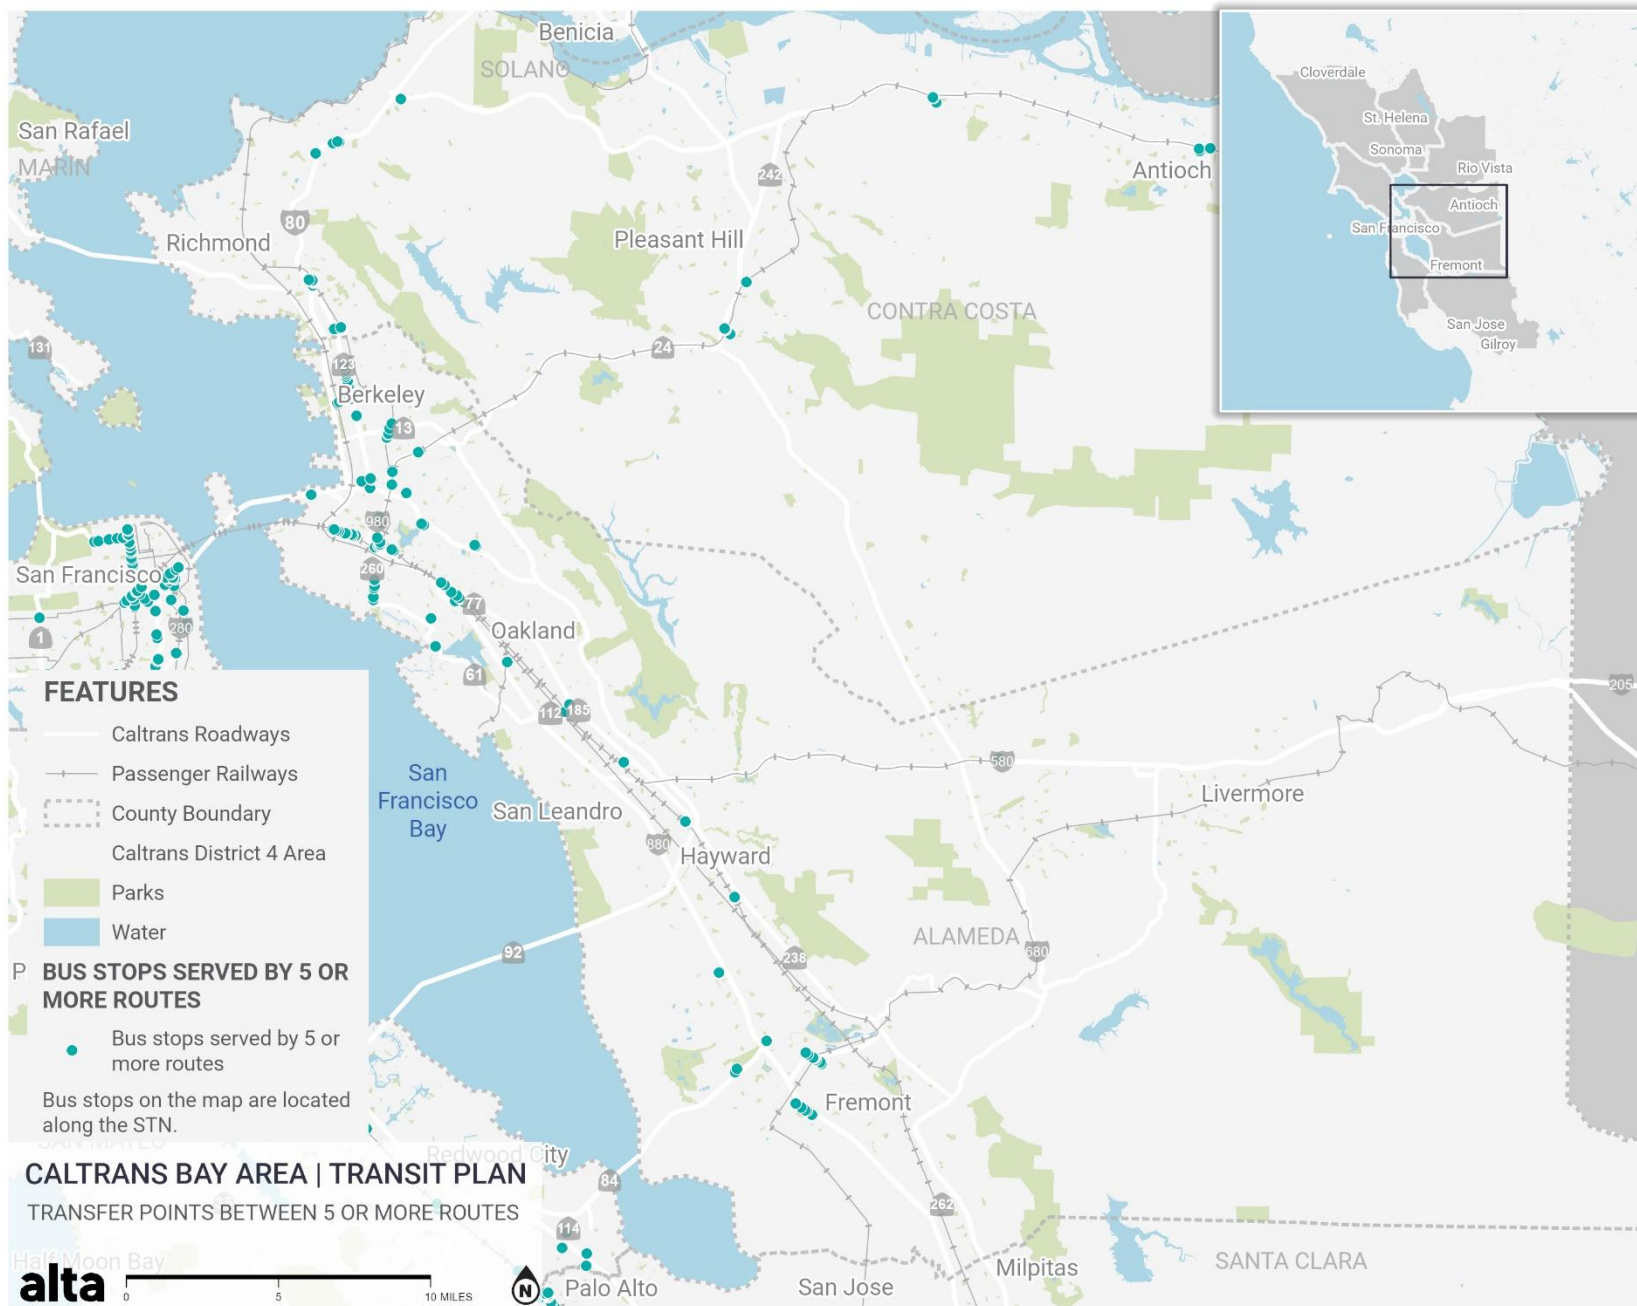 Benicia
SOLANO
San Rafael
MARIN
Antioch
242
80
Richmond
Pleasant Hill
CONTRA COSTA
131
24
123
Berkeley
13
980
San Francisco
260
77
1
280
Oakland
61
112
185
205
580
San
Francisco
Bay
San Leandro
Livermore
880
Hayward
ALAMEDA
680
92
238
Fremont
Redwood City
84
262
114
SANTA CLARA
Milpitas
Palo Alto
San Jose
SAN MATEO
Half Moon Bay
P
Cloverdale
St. Helena
Sonoma
Rio Vista
Antioch
San Francisco
Fremont
San Jose
Gilroy
FEATURES
Caltrans Roadways
Passenger Railways
County Boundary
Caltrans District 4 Area
Parks
Water
BUS STOPS SERVED BY 5 OR
MORE ROUTES
Bus stops served by 5 or
more routes
Bus stops on the map are located
along the STN.
CALTRANS BAY AREA | TRANSIT PLAN
TRANSFER POINTS BETWEEN 5 OR MORE ROUTES
alta
0 5 10 MILES
N